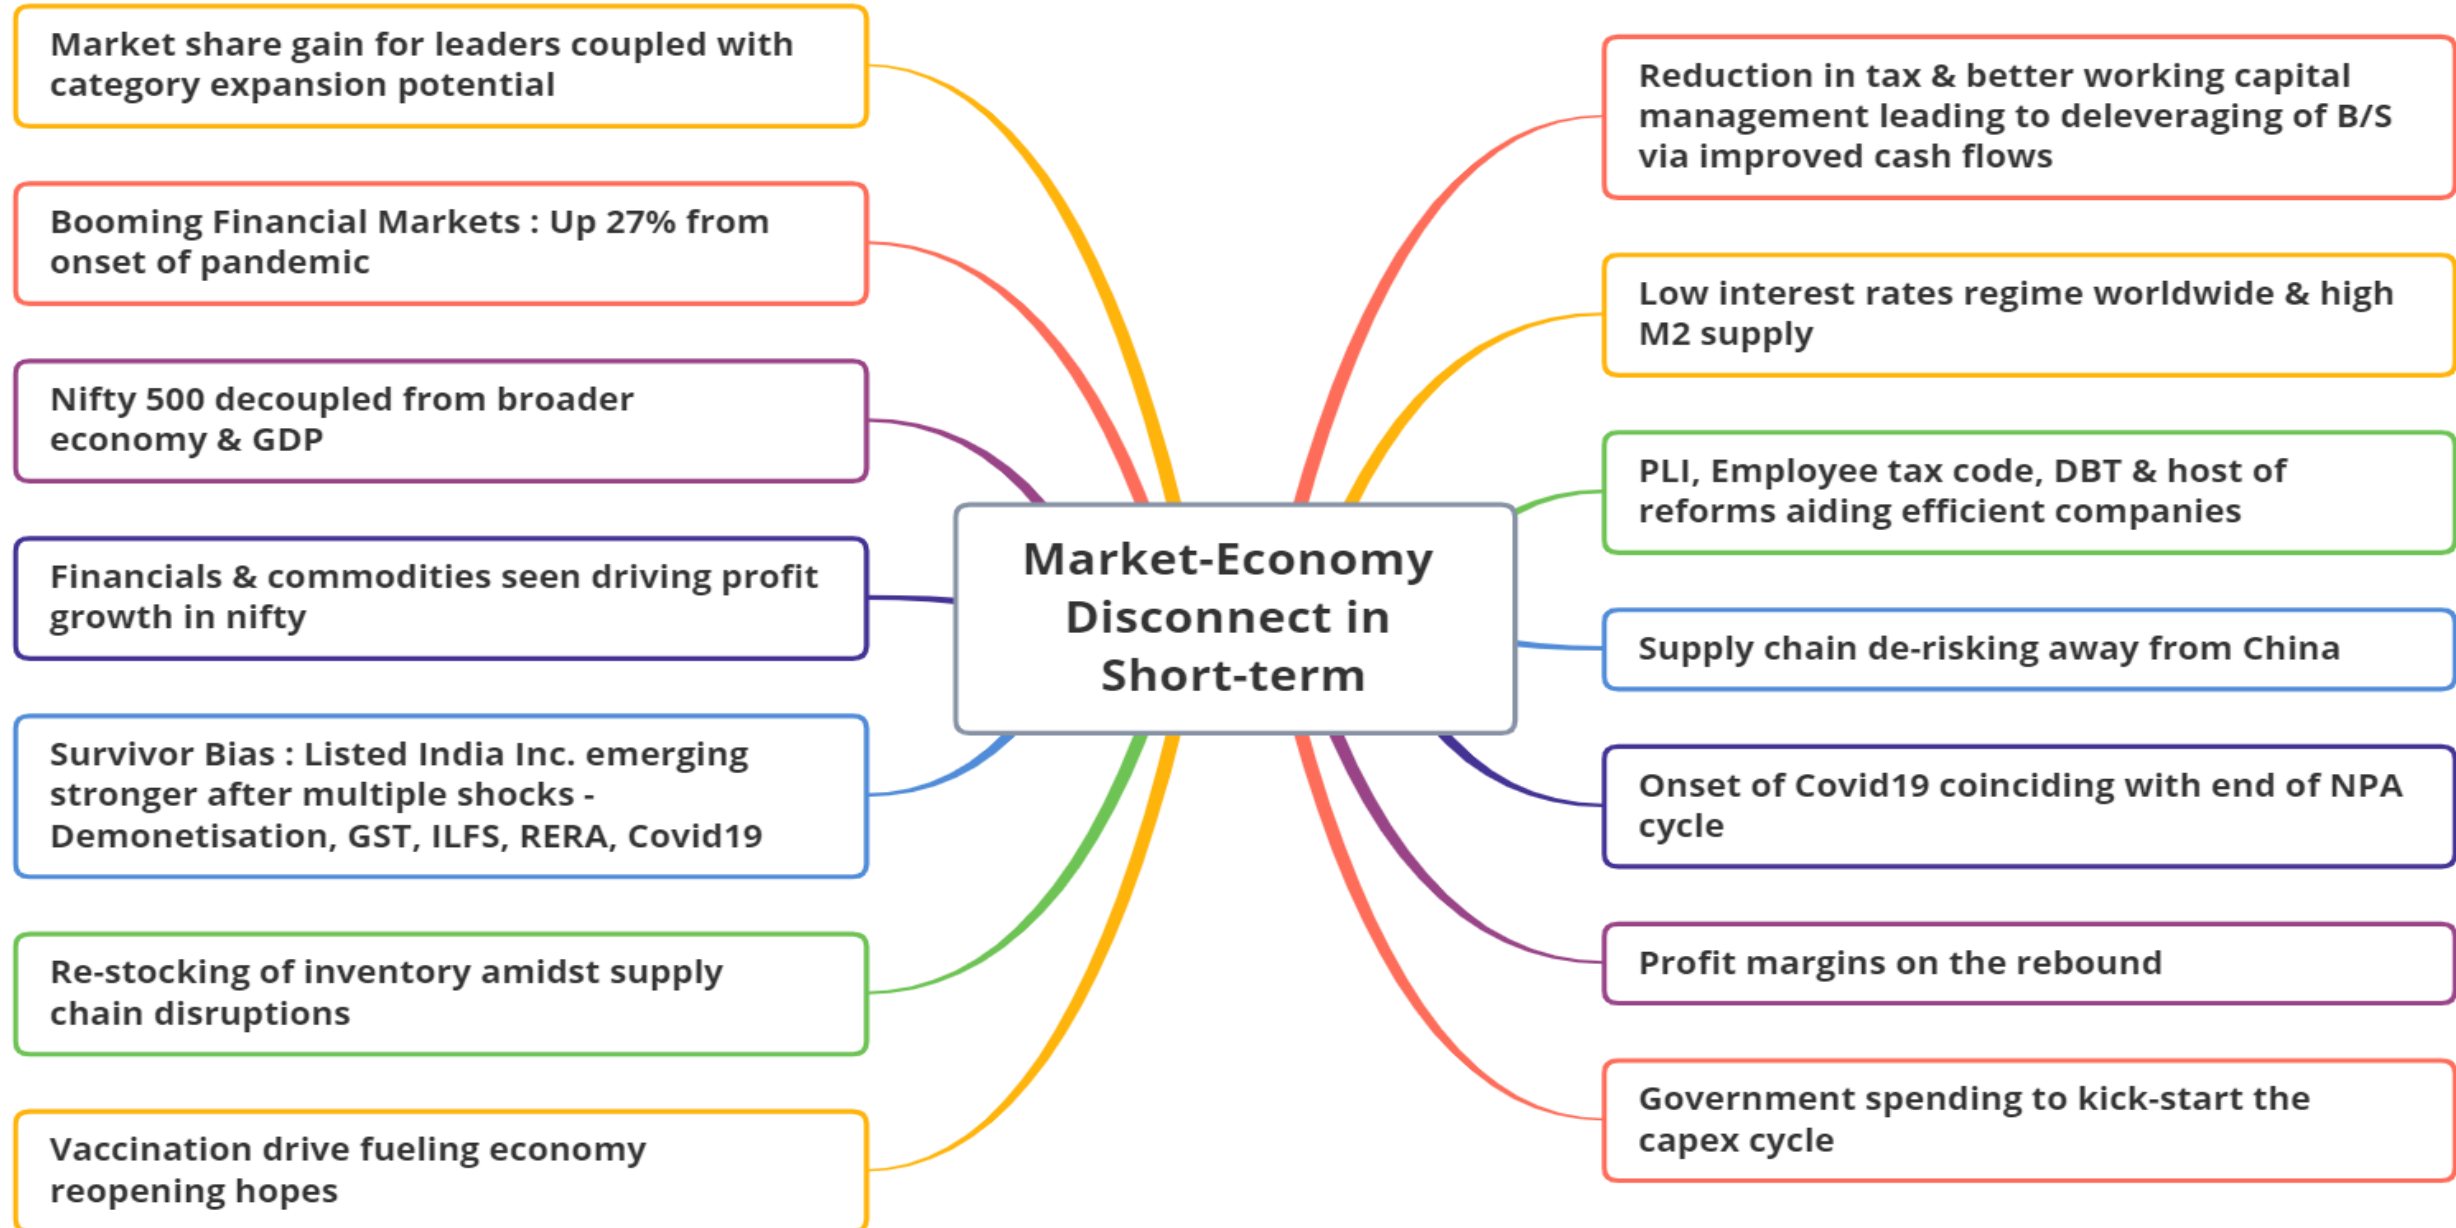 Market share gain for leaders coupled with
category expansion potential
Booming Financial Markets : Up 27% from
onset of pandemic
Nifty 500 decoupled from broader
economy & GDP
Financials & commodities seen driving profit
growth in nifty
Survivor Bias : Listed India Inc. emerging
stronger after multiple shocks -
Demonetisation, GST, ILFS, RERA, Covid19
Re-stocking of inventory amidst supply
chain disruptions
Vaccination drive fueling economy
reopening hopes
Market-Economy
Disconnect in
Short-term
Reduction in tax & better working capital
management leading to deleveraging of B/S
via improved cash flows
Low interest rates regime worldwide & high
M2 supply
PLI, Employee tax code, DBT & host of
reforms aiding efficient companies
Supply chain de-risking away from China
Onset of Covid19 coinciding with end of NPA
cycle
Profit margins on the rebound
Government spending to kick-start the
capex cycle